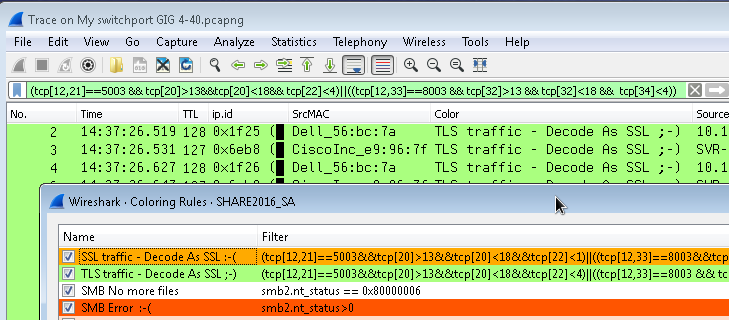 Trace on My switchport GIG 4-40.pcapng
File Edit View Go Capture Analyze Statistics Telephony Wireless Tools Help
(tcp[12,21]==5003 && tcp[20]>13&&tcp[20]<18&& tcp[22]<4)||((tcp[12,33]==8003 && tcp[32]>13 && tcp[32]<18 && tcp[34]<4))
No. Time TTL ip.id SrcMAC Color Source
2 14:37:26.519 128 0x1f25 ( Dell_56:bc:7a TLS traffic - Decode As SSL ;-) 10.1
3 14:37:26.531 127 0x6eb8 ( CiscoInc_e9:96:7f TLS traffic - Decode As SSL ;-) SVR-
4 14:37:26.627 128 0x1f26 ( Dell_56:bc:7a TLS traffic - Decode As SSL ;-) 10.1
Wireshark · Coloring Rules · SHARE2016_SA
Name Filter
SSL traffic - Decode As SSL :-( (tcp[12,21]==5003&&tcp[20]>13&&tcp[20]<18&&tcp[22]<1)||((tcp[12,33]==8003&&tcp
TLS traffic - Decode As SSL ;-) (tcp[12,21]==5003&&tcp[20]>13&&tcp[20]<18&&tcp[22]<4)||((tcp[12,33]==8003 && t
SMB No more files smb2.nt_status == 0x80000006
SMB Error :-( smb2.nt_status>0